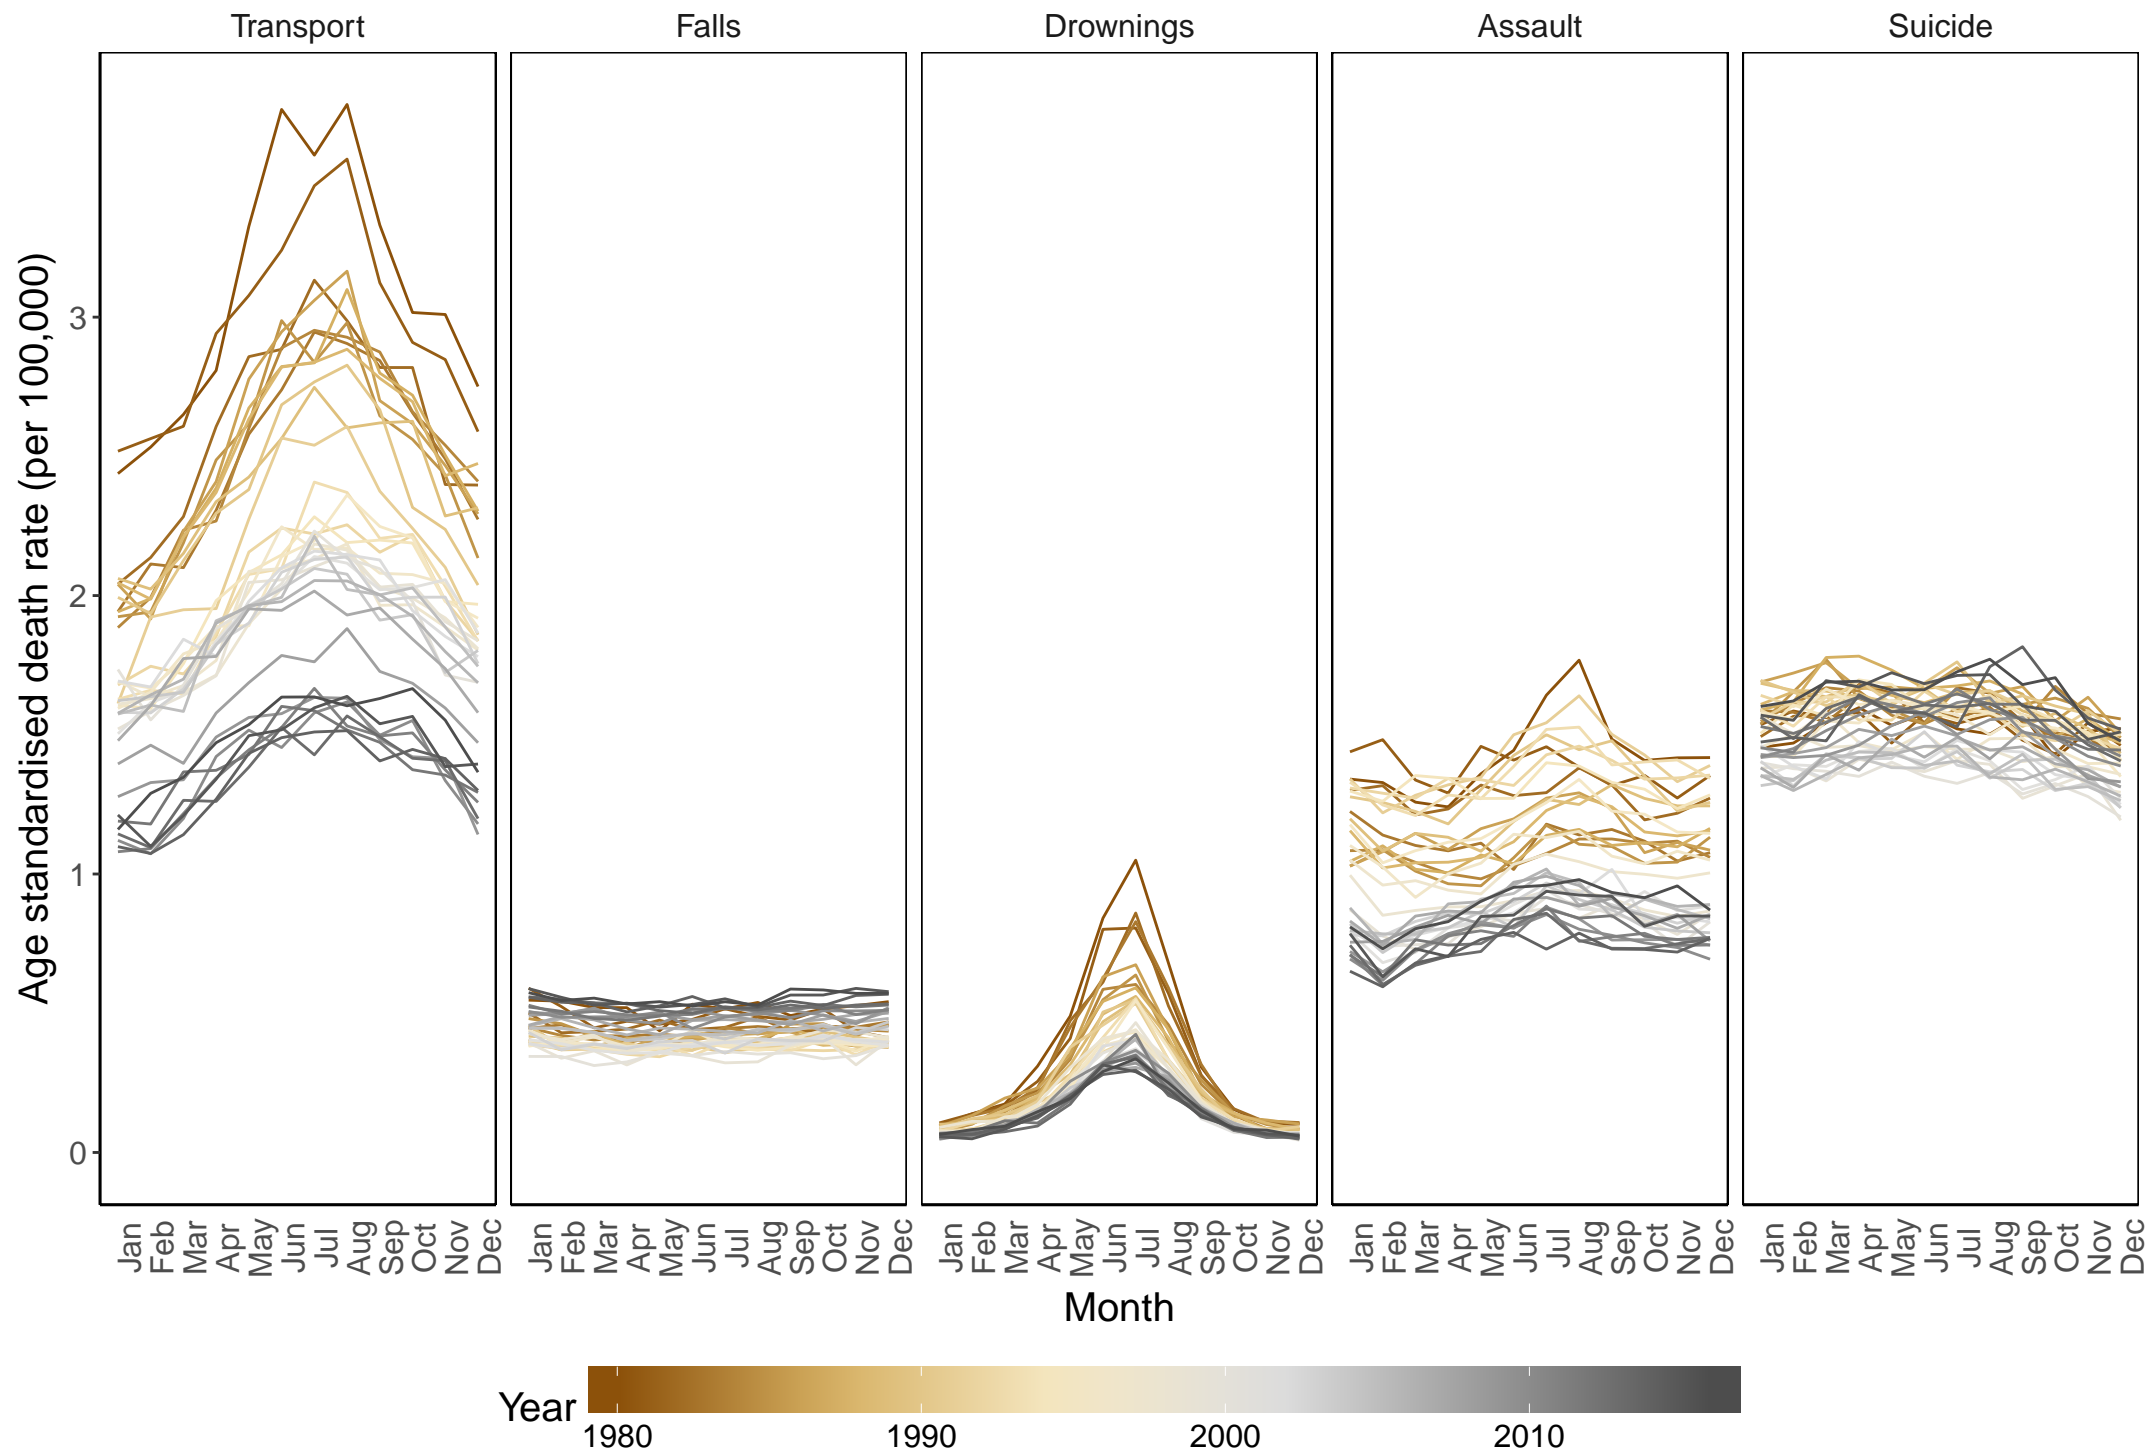 Transport Falls Drownings Assault Suicide
Age standardised death rate (per 100,000)
3
2
1
0
Jan Feb Mar Apr May Jun Jul Aug Sep Oct Nov Dec Jan Feb Mar Apr May Jun Jul Aug Sep Oct Nov Dec Jan Feb Mar Apr May Jun Jul Aug Sep Oct Nov Dec Jan Feb Mar Apr May Jun Jul Aug Sep Oct Nov Dec Jan Feb Mar Apr May Jun Jul Aug Sep Oct Nov Dec
Month
Year
1980 1990 2000 2010